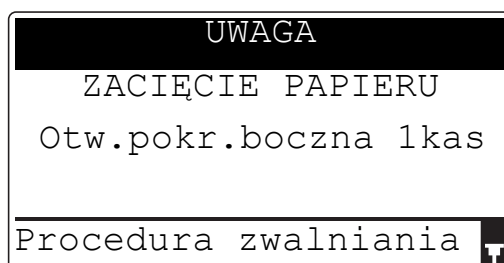 UWAGA
ZACIĘCIE PAPIERU
Otw.pokr.boczna 1kas
Procedura zwalniania